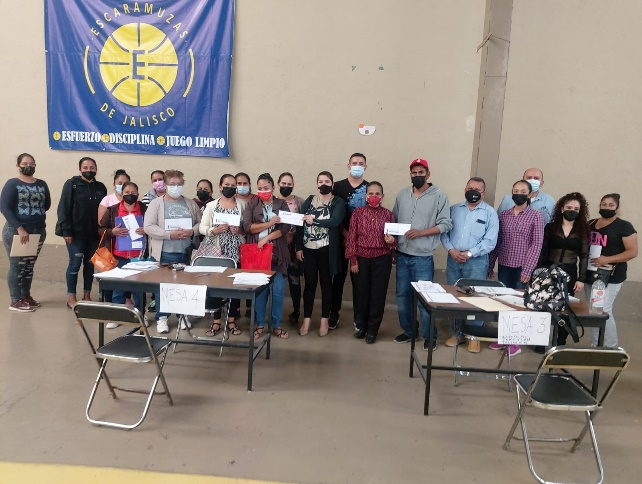 ESCARAMUZAS
E
DE JALISCO
ESFUERZO DISCIPLINA JUEGO LIMPIO
MESA 4
MESA 3